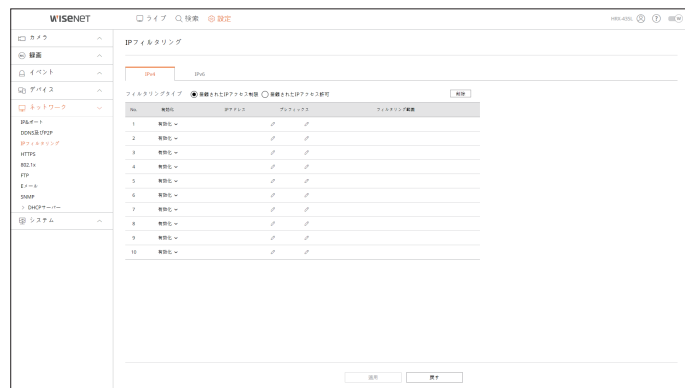 WISENET
ライブ 検索 設定
カメラ
録画
イベント
デバイス
ネットワーク
IP&ポート
DDNS及びP2P
IPフィルタリング
HTTPS
802.1x
FTP
Eメール
SNMP
> DHCPサーバー
システム
IPフィルタリング
IPv4 IPv6
フィルタリングタイプ 登録されたIPアクセス制限 登録されたIPアクセス許可
削除
No. 有効化 IPアドレス プレフィックス フィルタリング範囲
1 有効化
2 有効化
3 有効化
4 有効化
5 有効化
6 有効化
7 有効化
8 有効化
9 有効化
10 有効化
適用 戻す